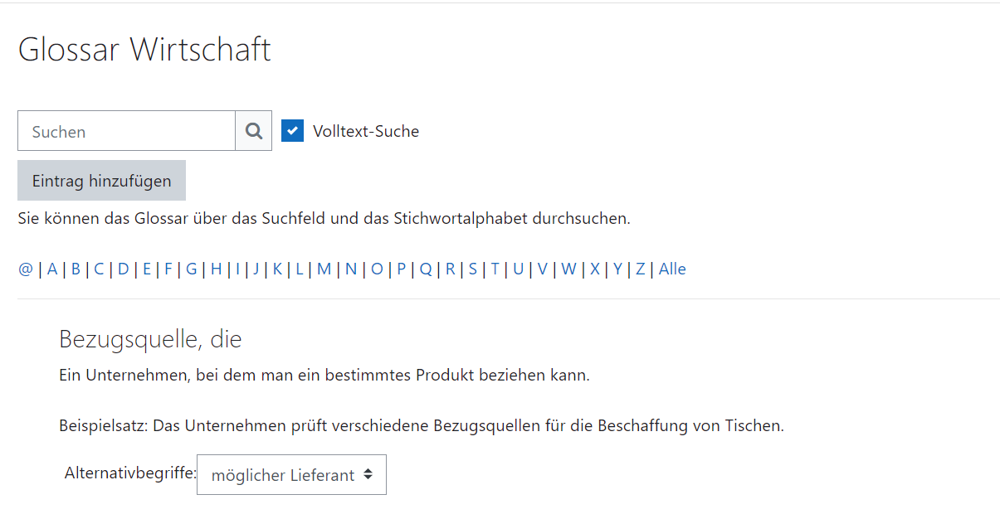 Glossar Wirtschaft
Suchen
Volltext-Suche
Eintrag hinzufügen
Sie können das Glossar über das Suchfeld und das Stichwortalphabet durchsuchen.
@ | A | B | C | D | E | F | G | H | I | J | K | L | M | N | O | P | Q | R | S | T | U | V | W | X | Y | Z | Alle
Bezugsquelle, die
Ein Unternehmen, bei dem man ein bestimmtes Produkt beziehen kann.
Beispielsatz: Das Unternehmen prüft verschiedene Bezugsquellen für die Beschaffung von Tischen.
Alternativbegriffe: möglicher Lieferant